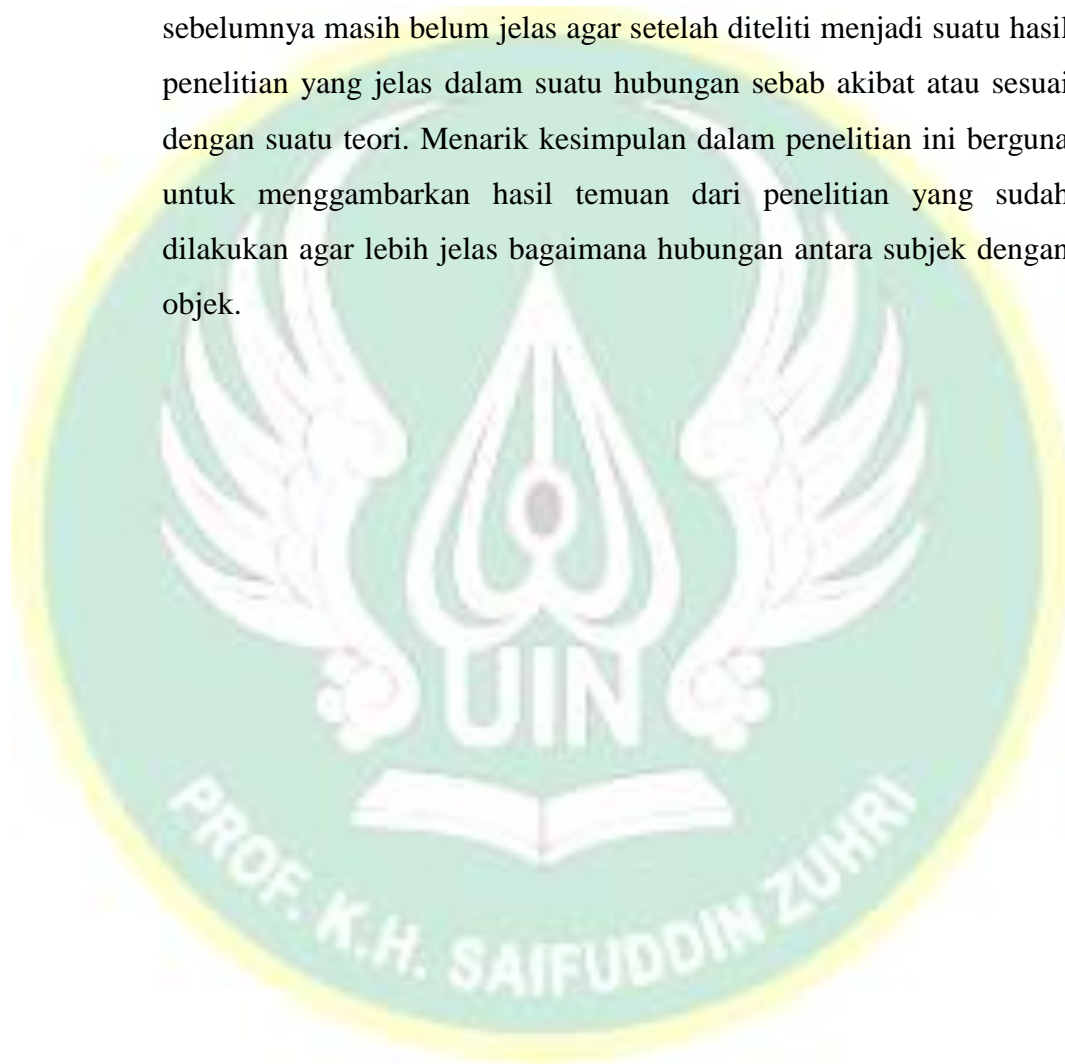 sebelumnya masih belum jelas agar setelah diteliti menjadi suatu hasil
penelitian yang jelas dalam suatu hubungan sebab akibat atau sesuai
dengan suatu teori. Menarik kesimpulan dalam penelitian ini berguna
untuk menggambarkan hasil temuan dari penelitian yang sudah
dilakukan agar lebih jelas bagaimana hubungan antara subjek dengan
objek.
UIN
PROF. K.H. SAIFUDDIN ZUHRI